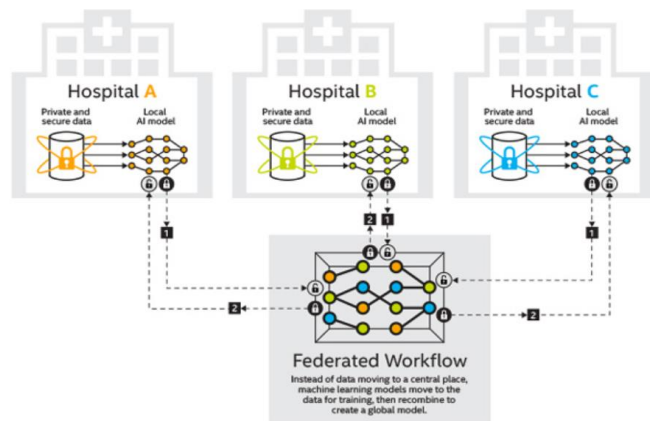 Hospital A
Private and
secure data
Local
AI model
Hospital B
Private and
secure data
Local
AI model
Hospital C
Private and
secure data
Local
AI model
1
2
2
1
1
2
Federated Workflow
Instead of data moving to a central place,
machine learning models move to the
data for training, then recombine to
create a global model.